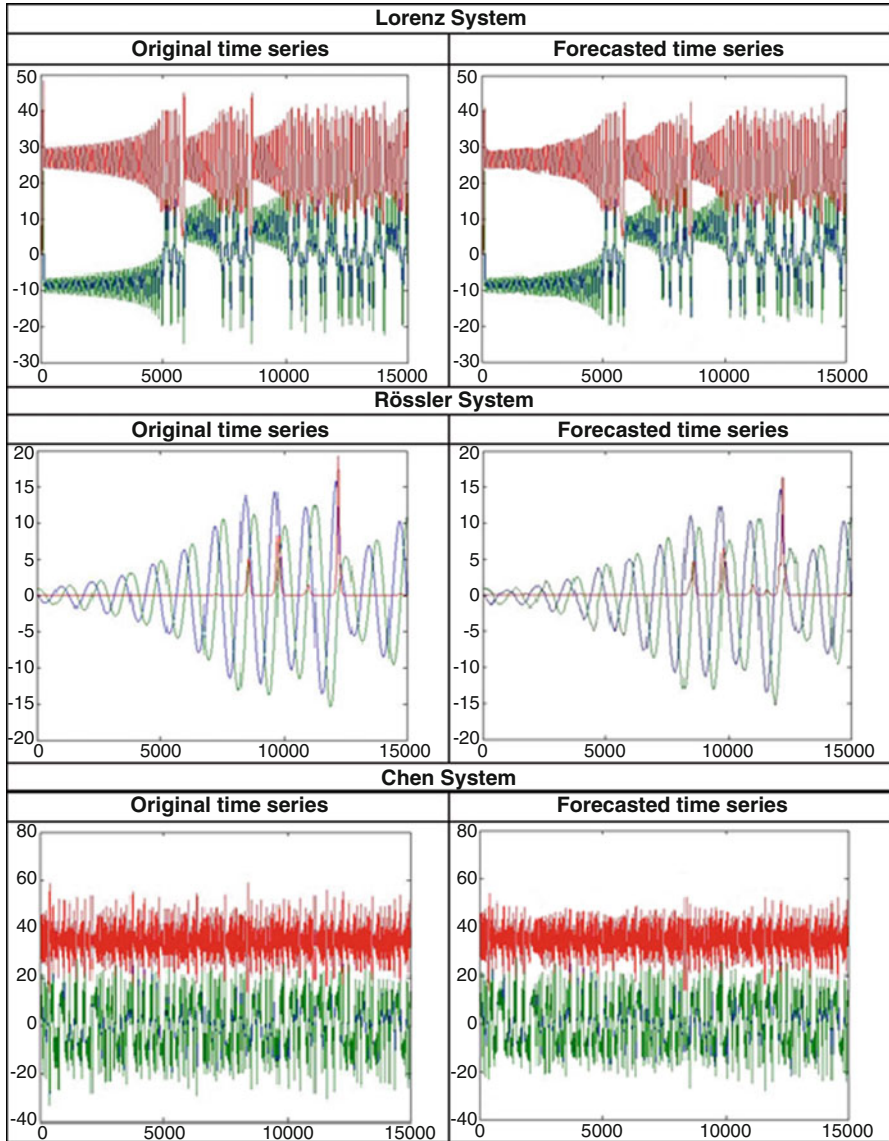 Lorenz System
Original time series Forecasted time series
50 50
40 40
30 30
20 20
10 10
0 0
-10 -10
-20 -20
-30 -30
0 5000 10000 15000 0 5000 10000 15000
Rössler System
Original time series Forecasted time series
20 20
15 15
10 10
5 5
0 0
-5 -5
-10 -10
-15 -15
-20 -20
0 5000 10000 15000 0 5000 10000 15000
Chen System
Original time series Forecasted time series
80 80
60 60
40 40
20 20
0 0
-20 -20
-40 -40
0 5000 10000 15000 0 5000 10000 15000